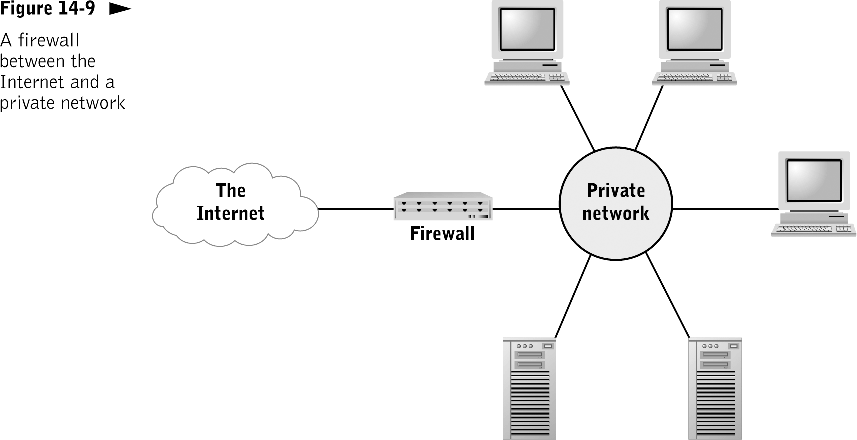 Figure 14-9 ►
A firewall
between the
Internet and a
private network
The
Internet
Firewall
Private
network